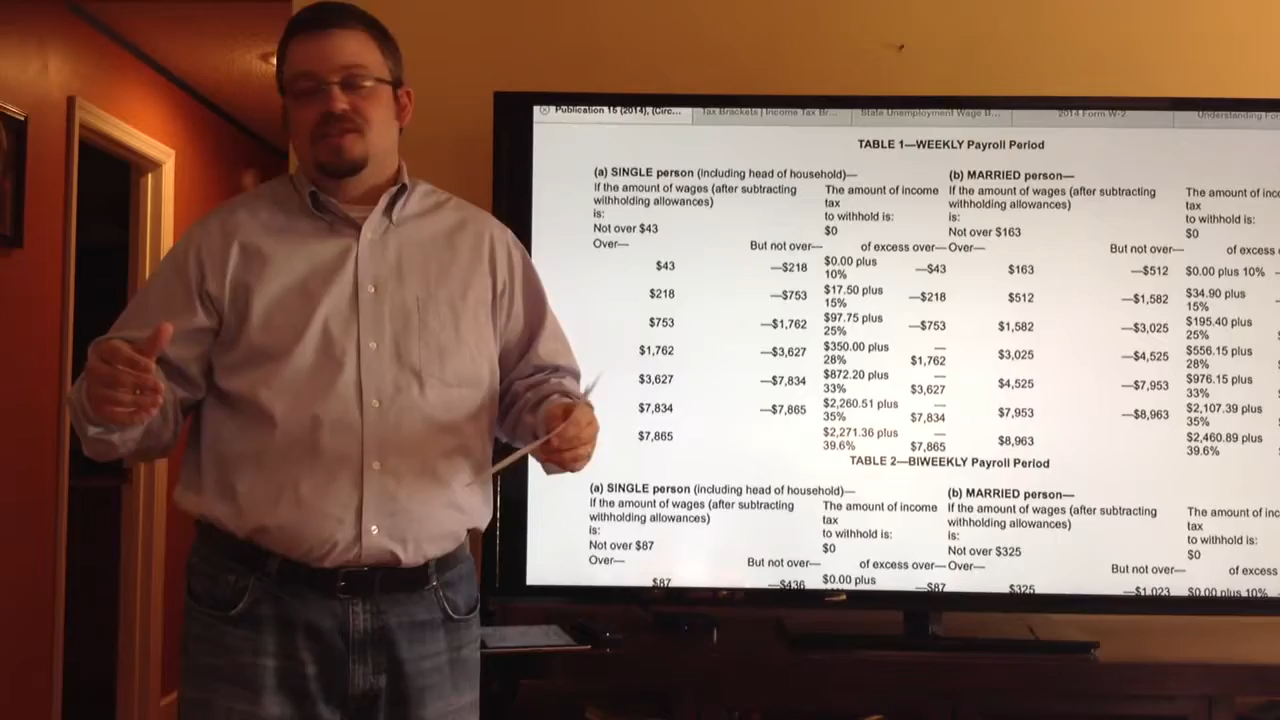 Publication 15 (2014), (Circ... Tax Brackets | Income Tax Br... State Unemployment Wage B... 2014 Form W-2 Understanding For
TABLE 1—WEEKLY Payroll Period
(a) SINGLE person (including head of household)— (b) MARRIED person—
If the amount of wages (after subtracting The amount of income If the amount of wages (after subtracting The amount of inc
withholding allowances) tax withholding allowances) tax
is: to withhold is: is: to withhold is:
Not over $43 $0 Not over $163 $0
Over— But not over— of excess over— Over— But not over— of excess
$43 —$218 $0.00 plus 10% —$43 $163 —$512 $0.00 plus 10%
$218 —$753 $17.50 plus 15% —$218 $512 —$1,582 $34.90 plus 15%
$753 —$1,762 $97.75 plus 25% —$753 $1,582 —$3,025 $195.40 plus 25%
$1,762 —$3,627 $350.00 plus 28% —$1,762 $3,025 —$4,525 $556.15 plus 28%
$3,627 —$7,834 $872.20 plus 33% —$3,627 $4,525 —$7,953 $976.15 plus 33%
$7,834 —$7,865 $2,260.51 plus 35% —$7,834 $7,953 —$8,963 $2,107.39 plus 35%
$7,865 $2,271.36 plus 39.6% —$7,865 $8,963 $2,460.89 plus 39.6%
TABLE 2—BIWEEKLY Payroll Period
(a) SINGLE person (including head of household)— (b) MARRIED person—
If the amount of wages (after subtracting The amount of income If the amount of wages (after subtracting The amount of inc
withholding allowances) tax withholding allowances) tax
is: to withhold is: is: to withhold is:
Not over $87 $0 Not over $325 $0
Over— But not over— of excess over— Over— But not over— of excess
$87 —$436 $0.00 plus —$87 $325 —$1,023 $0.00 plus 10%